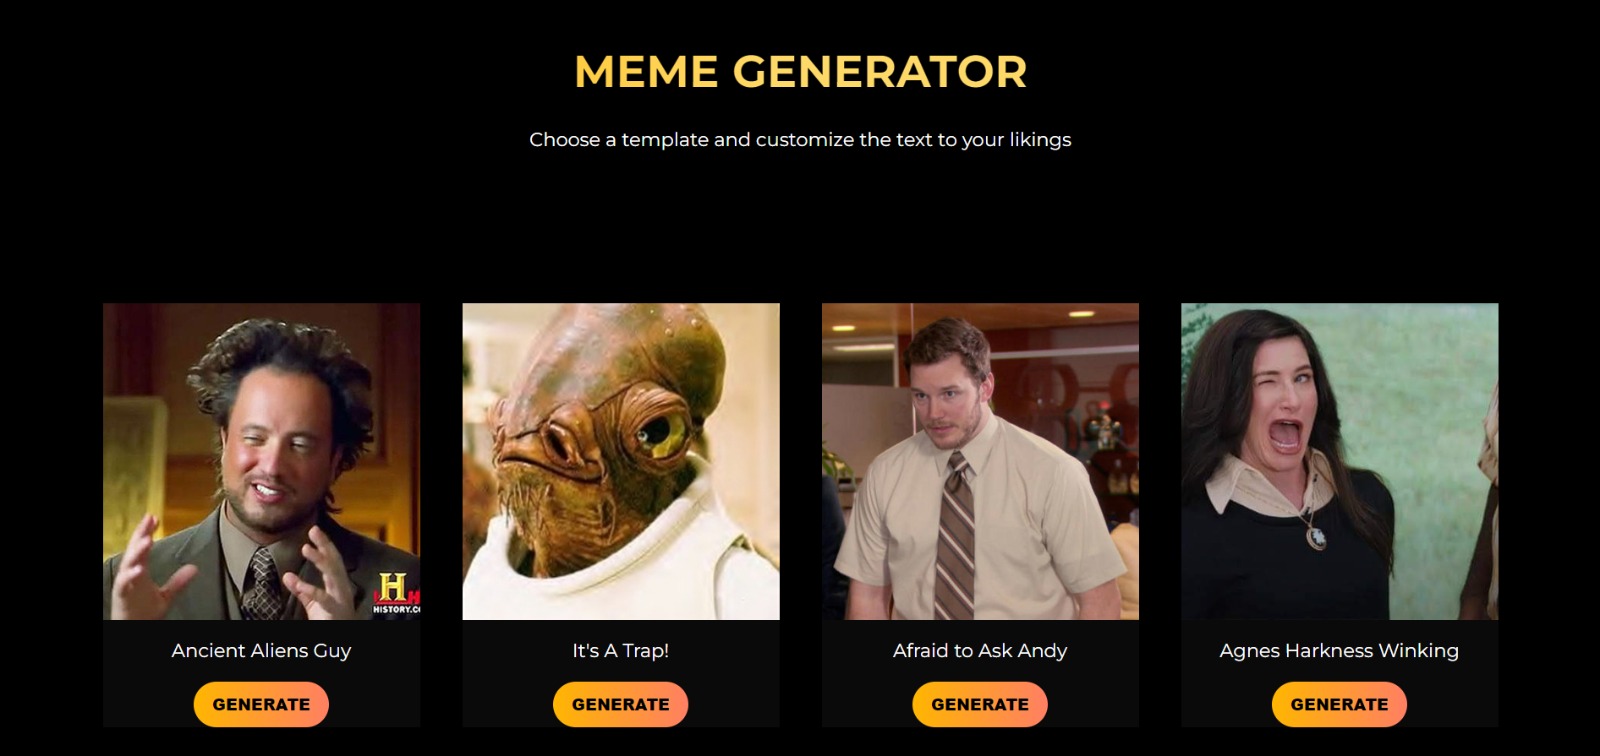 MEME GENERATOR
Choose a template and customize the text to your likings
H H
HISTORY.C
Ancient Aliens Guy
It's A Trap!
Afraid to Ask Andy
Agnes Harkness Winking
GENERATE
GENERATE
GENERATE
GENERATE